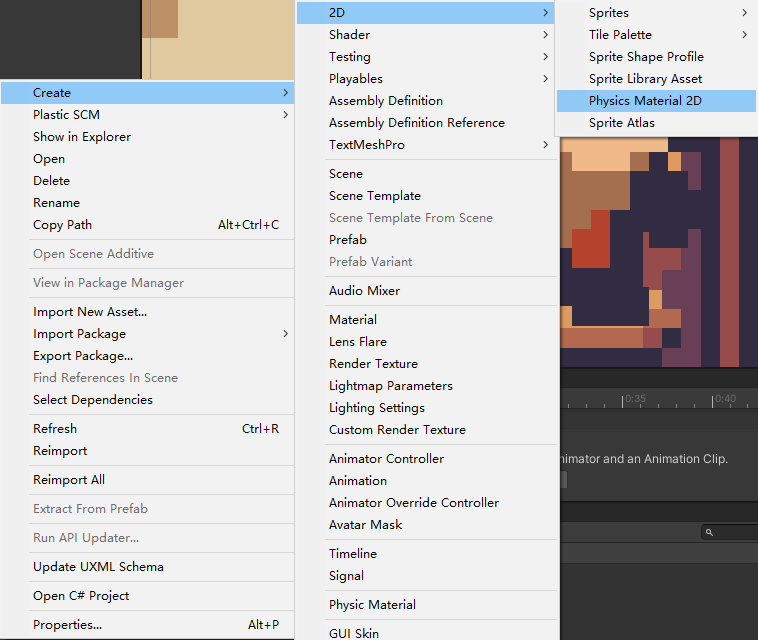 Create
Plastic SCM
Show in Explorer
Open
Delete
Rename
Copy Path Alt+Ctrl+C
Open Scene Additive
View in Package Manager
Import New Asset...
Import Package
Export Package...
Find References In Scene
Select Dependencies
Refresh Ctrl+R
Reimport
Reimport All
Extract From Prefab
Run API Updater...
Update UXML Schema
Open C# Project
Properties... Alt+P
2D
Shader
Testing
Playables
Assembly Definition
Assembly Definition Reference
TextMeshPro
Scene
Scene Template
Scene Template From Scene
Prefab
Prefab Variant
Audio Mixer
Material
Lens Flare
Render Texture
Lightmap Parameters
Lighting Settings
Custom Render Texture
Animator Controller
Animation
Animator Override Controller
Avatar Mask
Timeline
Signal
Physic Material
GUI Skin
Sprites
Tile Palette
Sprite Shape Profile
Sprite Library Asset
Physics Material 2D
Sprite Atlas
0:35 0:40
nimator and an Animation Clip.